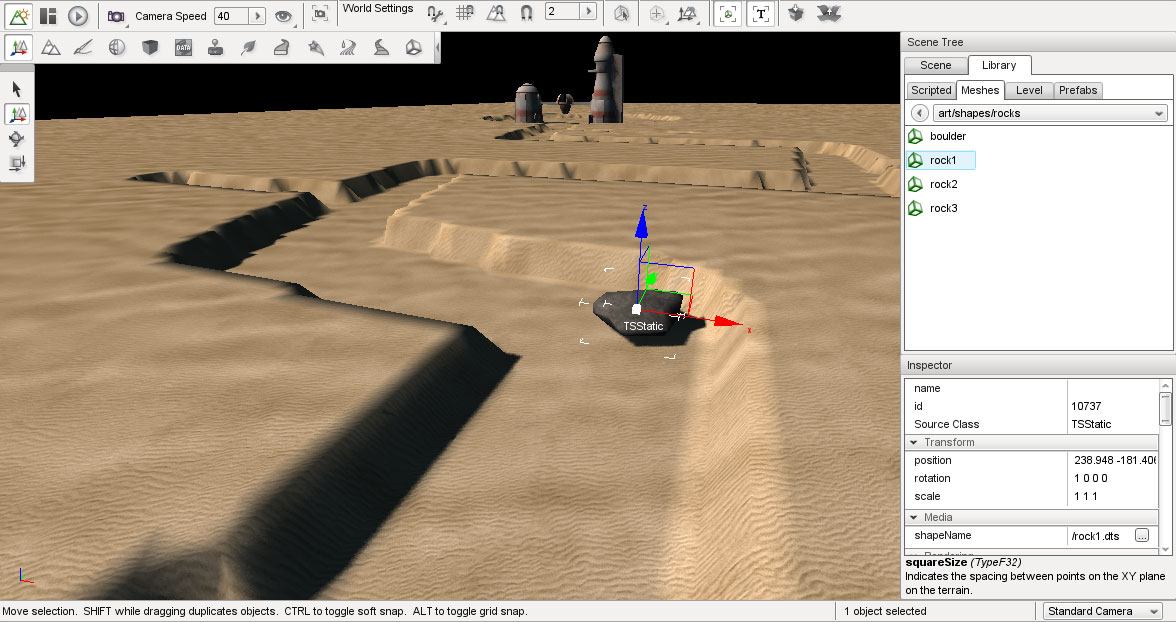 Camera Speed 40
World Settings
2
T
DATA
Scene Tree
Scene Library
Scripted Meshes Level Prefabs
art/shapes/rocks
boulder
rock1
rock2
rock3
z
x
TSStatic
Inspector
name
id 10737
Source Class TSStatic
Transform
position 238.948 -181.406
rotation 1 0 0 0
scale 1 1 1
Media
shapeName /rock1.dts ...
Rendering
squareSize (TypeF32)
Indicates the spacing between points on the XY plane
on the terrain.
Move selection. SHIFT while dragging duplicates objects. CTRL to toggle soft snap. ALT to toggle grid snap.
1 object selected
Standard Camera